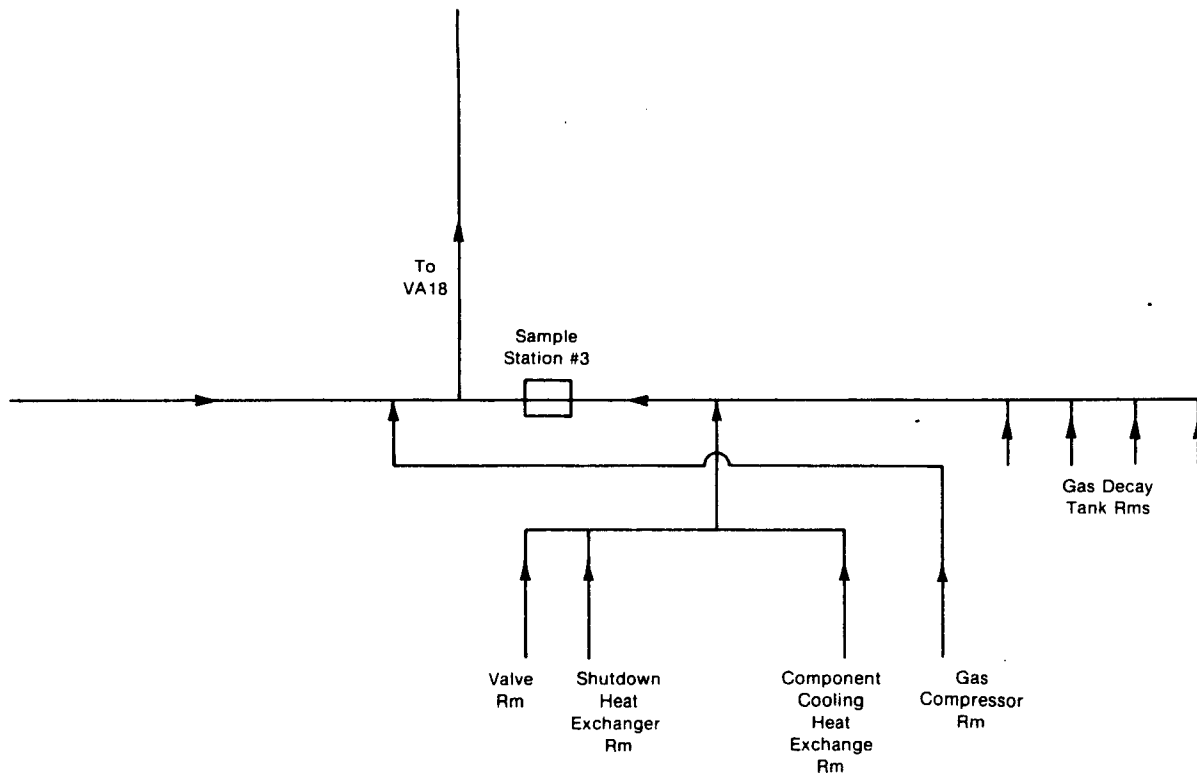 To
VA18
Sample
Station #3
Gas Decay
Tank Rms
Valve
Rm
Shutdown
Heat
Exchanger
Rm
Component
Cooling
Heat
Exchange
Rm
Gas
Compressor
Rm